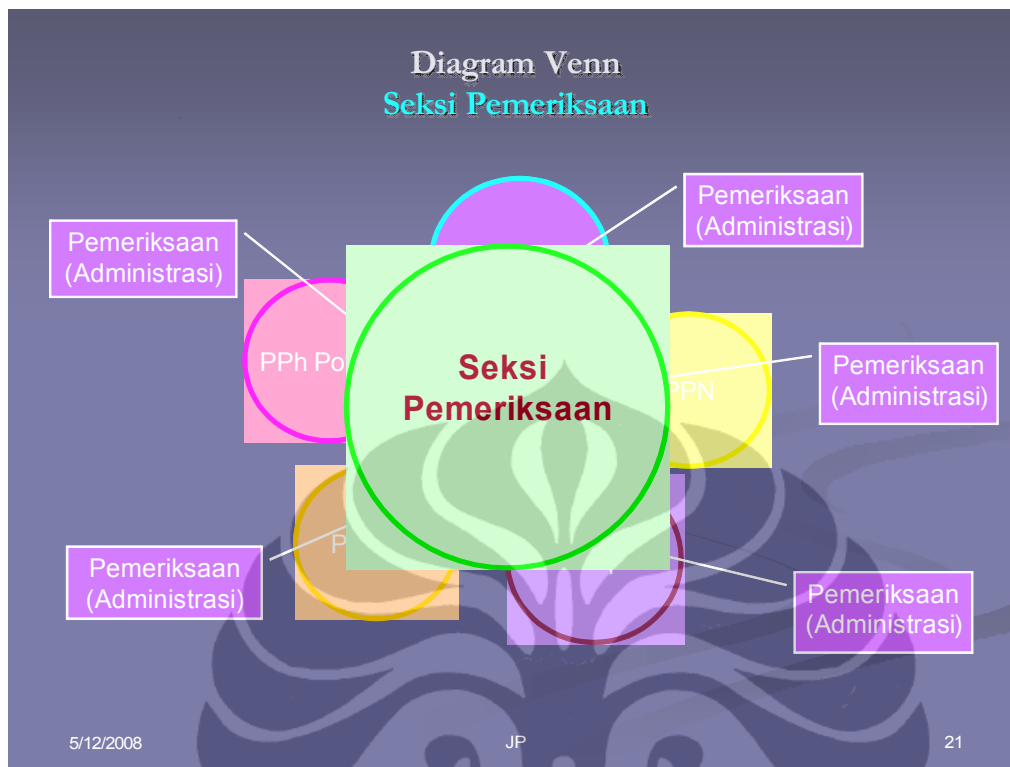 Diagram Venn
Seksi Pemeriksaan
Pemeriksaan
(Administrasi)
Pemeriksaan
(Administrasi)
PPh Po
Seksi
Pemeriksaan
PPN
Pemeriksaan
(Administrasi)
P
Pemeriksaan
(Administrasi)
Pemeriksaan
(Administrasi)
5/12/2008
JP
21